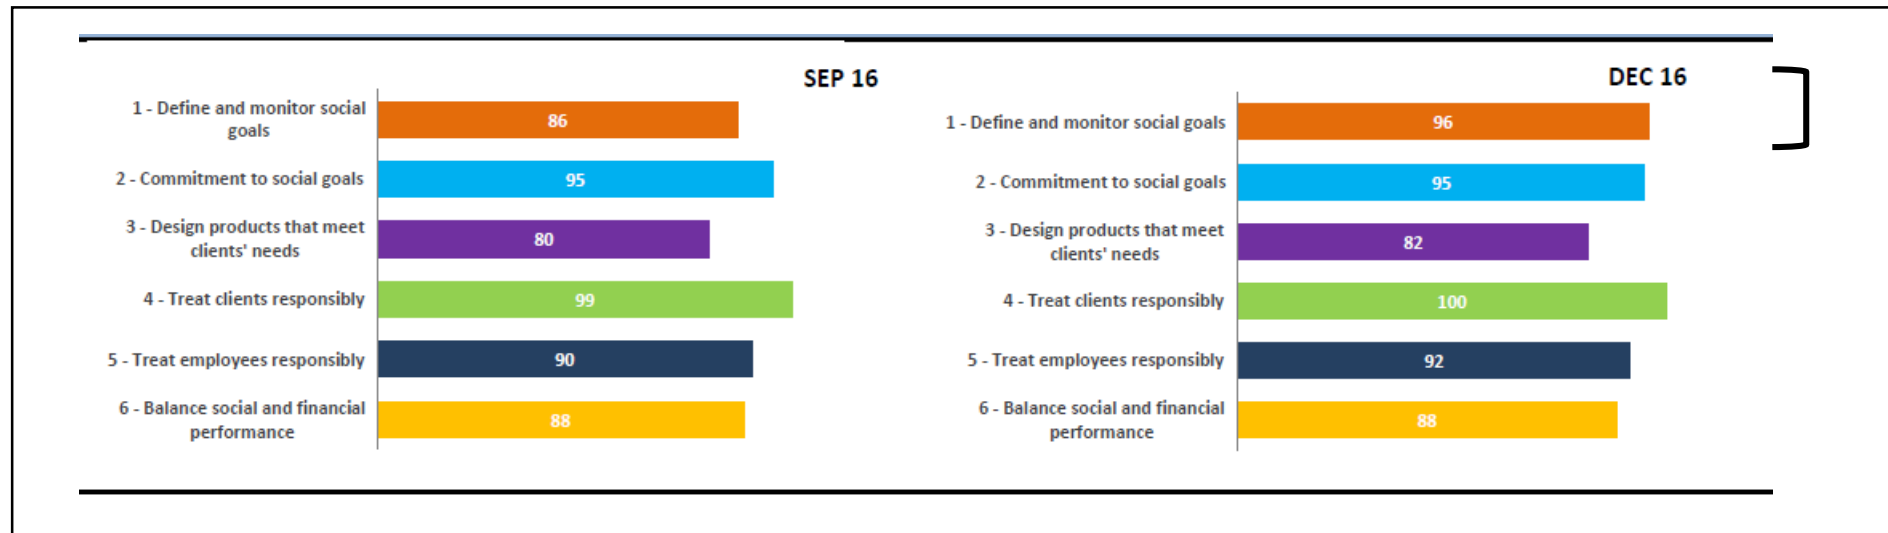 SEP 16
1 - Define and monitor social
goals
86
2 - Commitment to social goals
95
3 - Design products that meet
clients' needs
80
4 - Treat clients responsibly
99
5 - Treat employees responsibly
90
6 - Balance social and financial
performance
88
DEC 16
1 - Define and monitor social goals
96
2 - Commitment to social goals
95
3 - Design products that meet
clients' needs
82
4 - Treat clients responsibly
100
5 - Treat employees responsibly
92
6 - Balance social and financial
performance
88